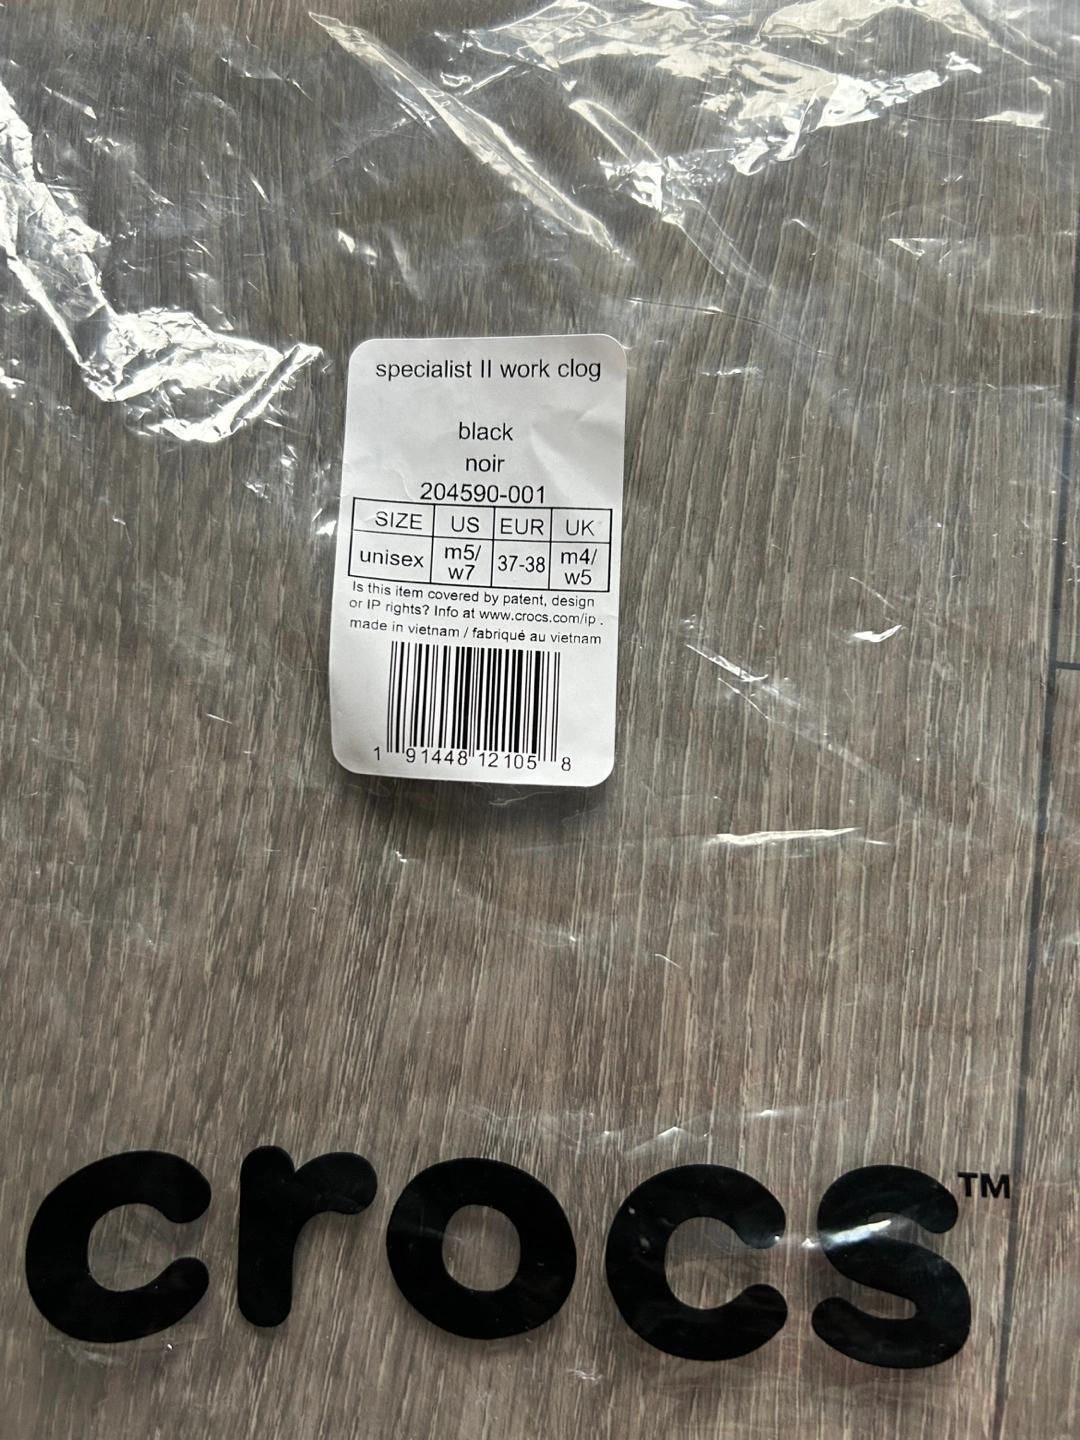 specialist II work clog
black
noir
204590-001
SIZE US EUR UK
unisex m5/ w7 37-38 m4/ w5
Is this item covered by patent, design
or IP rights? Info at www.crocs.com/ip .
made in vietnam / fabriqué au vietnam
1 91448 12105 8
crocs™